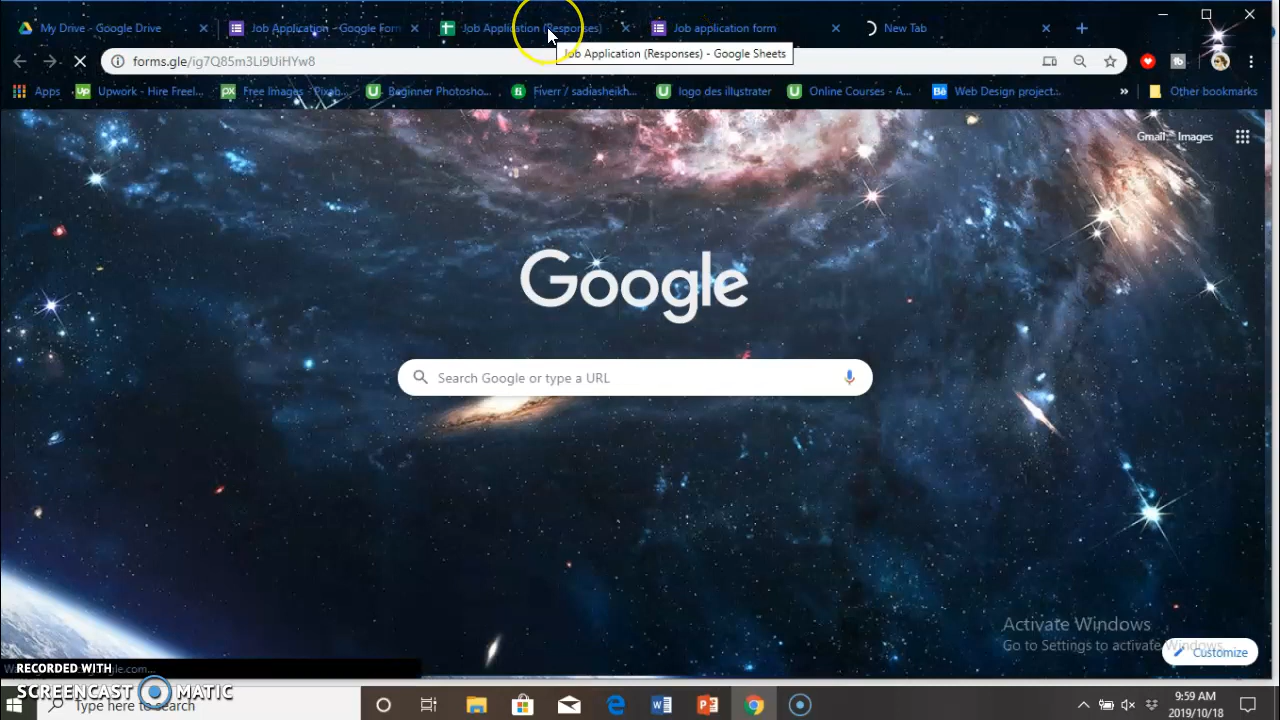 My Drive - Google Drive
Job Application - Google Form
Job Application (Responses)
Job application form
New Tab
Job Application (Responses) - Google Sheets
forms.gle/ig7Q85m3Li9UiHYw8
Apps
Upwork - Hire Freel...
Free Images - Pixab...
Beginner Photosho...
Fiverr / sadiasheikh...
logo des illustrater
Online Courses - A...
Web Design project...
»
Other bookmarks
Gmail
Images
Google
Search Google or type a URL
Activate Windows
Go to Settings to activate Windows.
Customize
RECORDED WITH
SCREENCAST MATIC
Type here to search
9:59 AM
2019/10/18